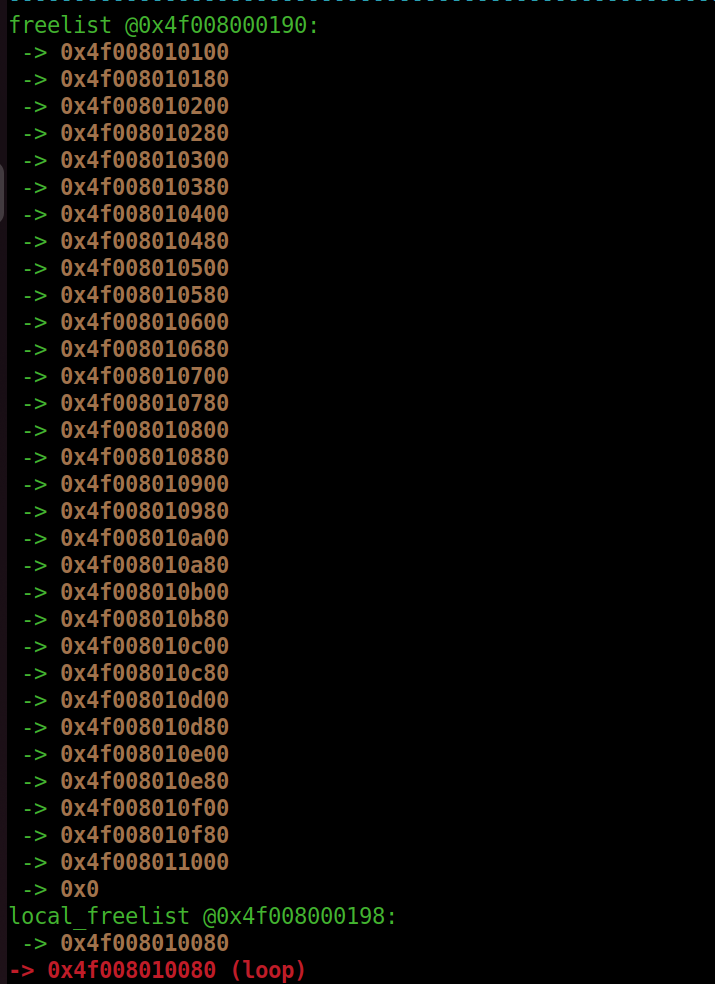 freelist @0x4f008000190:
-> 0x4f008010100
-> 0x4f008010180
-> 0x4f008010200
-> 0x4f008010280
-> 0x4f008010300
-> 0x4f008010380
-> 0x4f008010400
-> 0x4f008010480
-> 0x4f008010500
-> 0x4f008010580
-> 0x4f008010600
-> 0x4f008010680
-> 0x4f008010700
-> 0x4f008010780
-> 0x4f008010800
-> 0x4f008010880
-> 0x4f008010900
-> 0x4f008010980
-> 0x4f008010a00
-> 0x4f008010a80
-> 0x4f008010b00
-> 0x4f008010b80
-> 0x4f008010c00
-> 0x4f008010c80
-> 0x4f008010d00
-> 0x4f008010d80
-> 0x4f008010e00
-> 0x4f008010e80
-> 0x4f008010f00
-> 0x4f008010f80
-> 0x4f008011000
-> 0x0
local_freelist @0x4f008000198:
-> 0x4f008010080
-> 0x4f008010080 (loop)